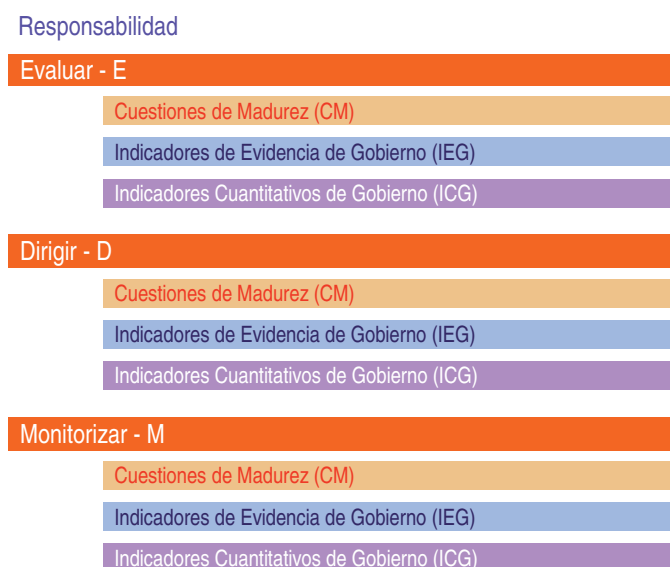 Responsabilidad
Evaluar - E
Cuestiones de Madurez (CM)
Indicadores de Evidencia de Gobierno (IEG)
Indicadores Cuantitativos de Gobierno (ICG)
Dirigir - D
Cuestiones de Madurez (CM)
Indicadores de Evidencia de Gobierno (IEG)
Indicadores Cuantitativos de Gobierno (ICG)
Monitorizar - M
Cuestiones de Madurez (CM)
Indicadores de Evidencia de Gobierno (IEG)
Indicadores Cuantitativos de Gobierno (ICG)